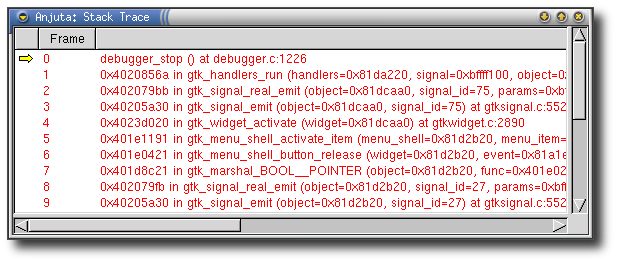 Anjuta: Stack Trace
Frame
0 debugger_stop () at debugger.c:1226
1 0x4020856a in gtk_handlers_run (handlers=0x81da220, signal=0xbffff100, object=0
2 0x402079bb in gtk_signal_real_emit (object=0x81dcaa0, signal_id=75, params=0xbf
3 0x40205a30 in gtk_signal_emit (object=0x81dcaa0, signal_id=75) at gtksignal.c:552
4 0x4023d020 in gtk_widget_activate (widget=0x81dcaa0) at gtkwidget.c:2890
5 0x401e1191 in gtk_menu_shell_activate_item (menu_shell=0x81d2b20, menu_item=
6 0x401e0421 in gtk_menu_shell_button_release (widget=0x81d2b20, event=0x81a1e
7 0x401d8c21 in gtk_marshal_BOOL__POINTER (object=0x81d2b20, func=0x401e02
8 0x402079fb in gtk_signal_real_emit (object=0x81d2b20, signal_id=27, params=0xbff
9 0x40205a30 in gtk_signal_emit (object=0x81d2b20, signal_id=27) at gtksignal.c:552